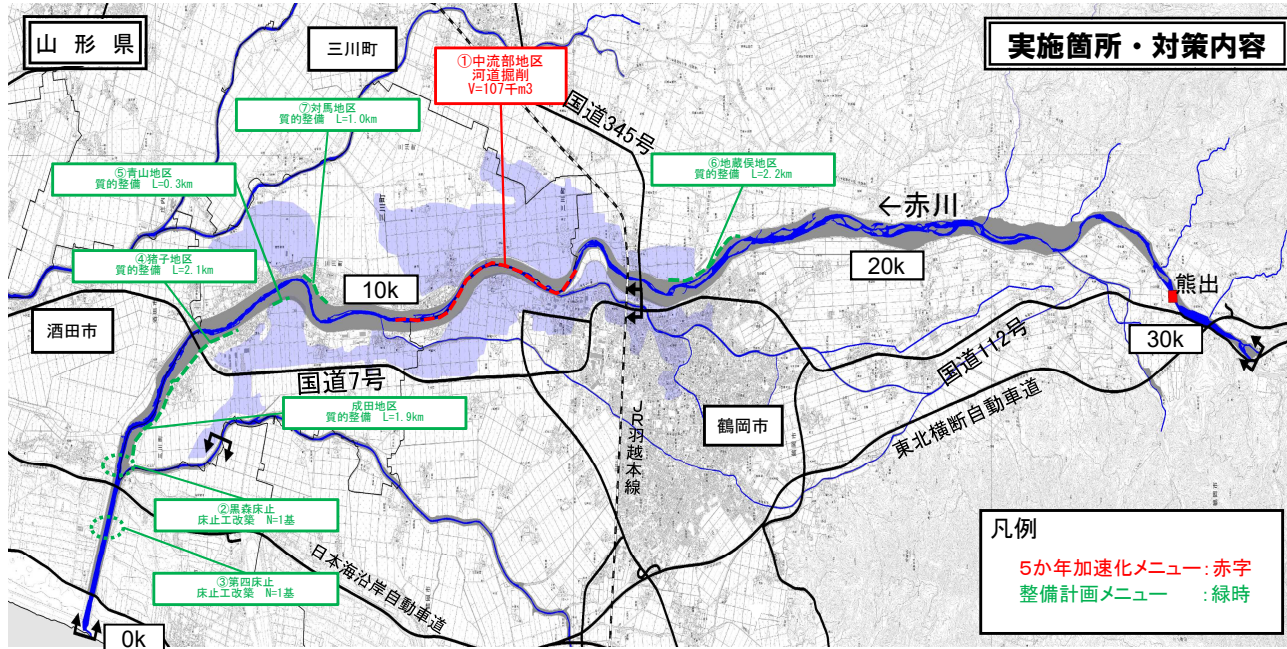 山形県
三川町
実施箇所・対策内容
①中流部地区
河道掘削
V=107千m3
国道345号
⑦対馬地区
質的整備 L=1.0km
⑤青山地区
質的整備 L=0.3km
⑥地蔵俣地区
質的整備 L=2.2km
④猪子地区
質的整備 L=2.1km
←赤川
10k
20k
熊出
酒田市
30k
国道7号
国道112号
成田地区
質的整備 L=1.9km
JR羽越本線
鶴岡市
東北横断自動車道
②黒森床止
床止工改築 N=1基
③第四床止
床止工改築 N=1基
日本海沿岸自動車道
0k
凡例
5か年加速化メニュー：赤字
整備計画メニュー ：緑時